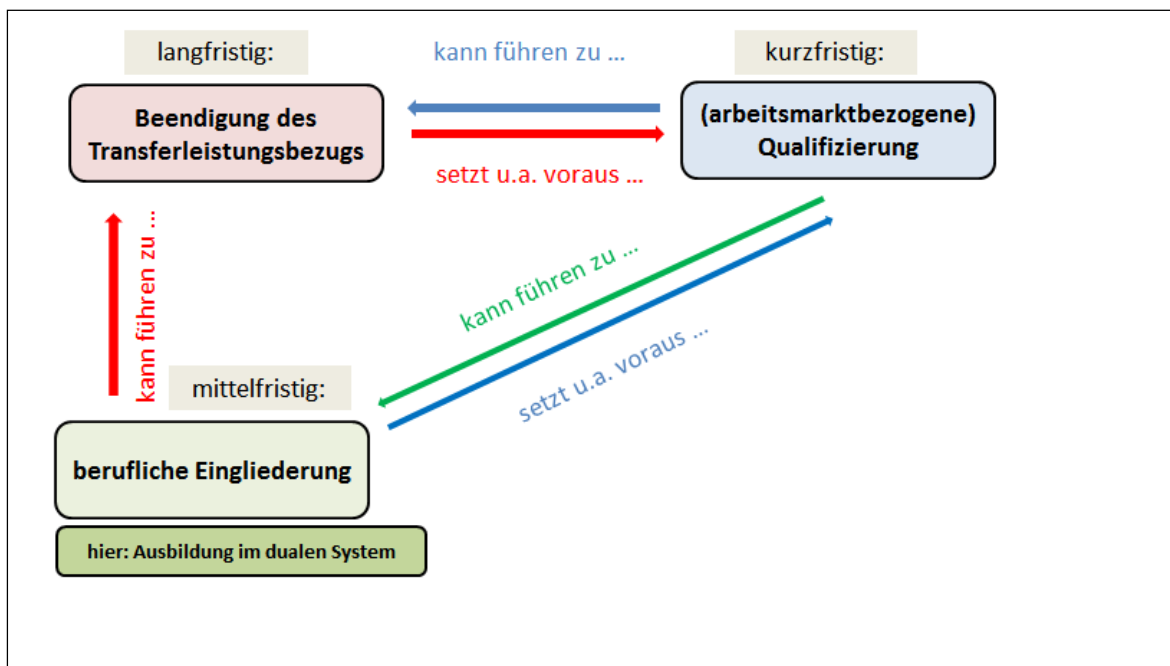 langfristig:
kann führen zu ...
kurzfristig:
Beendigung des
Transferleistungsbezugs
(arbeitsmarktbezogene)
Qualifizierung
setzt u.a. voraus ...
kann führen zu ...
kann führen zu ...
setzt u.a. voraus ...
mittelfristig:
berufliche Eingliederung
hier: Ausbildung im dualen System